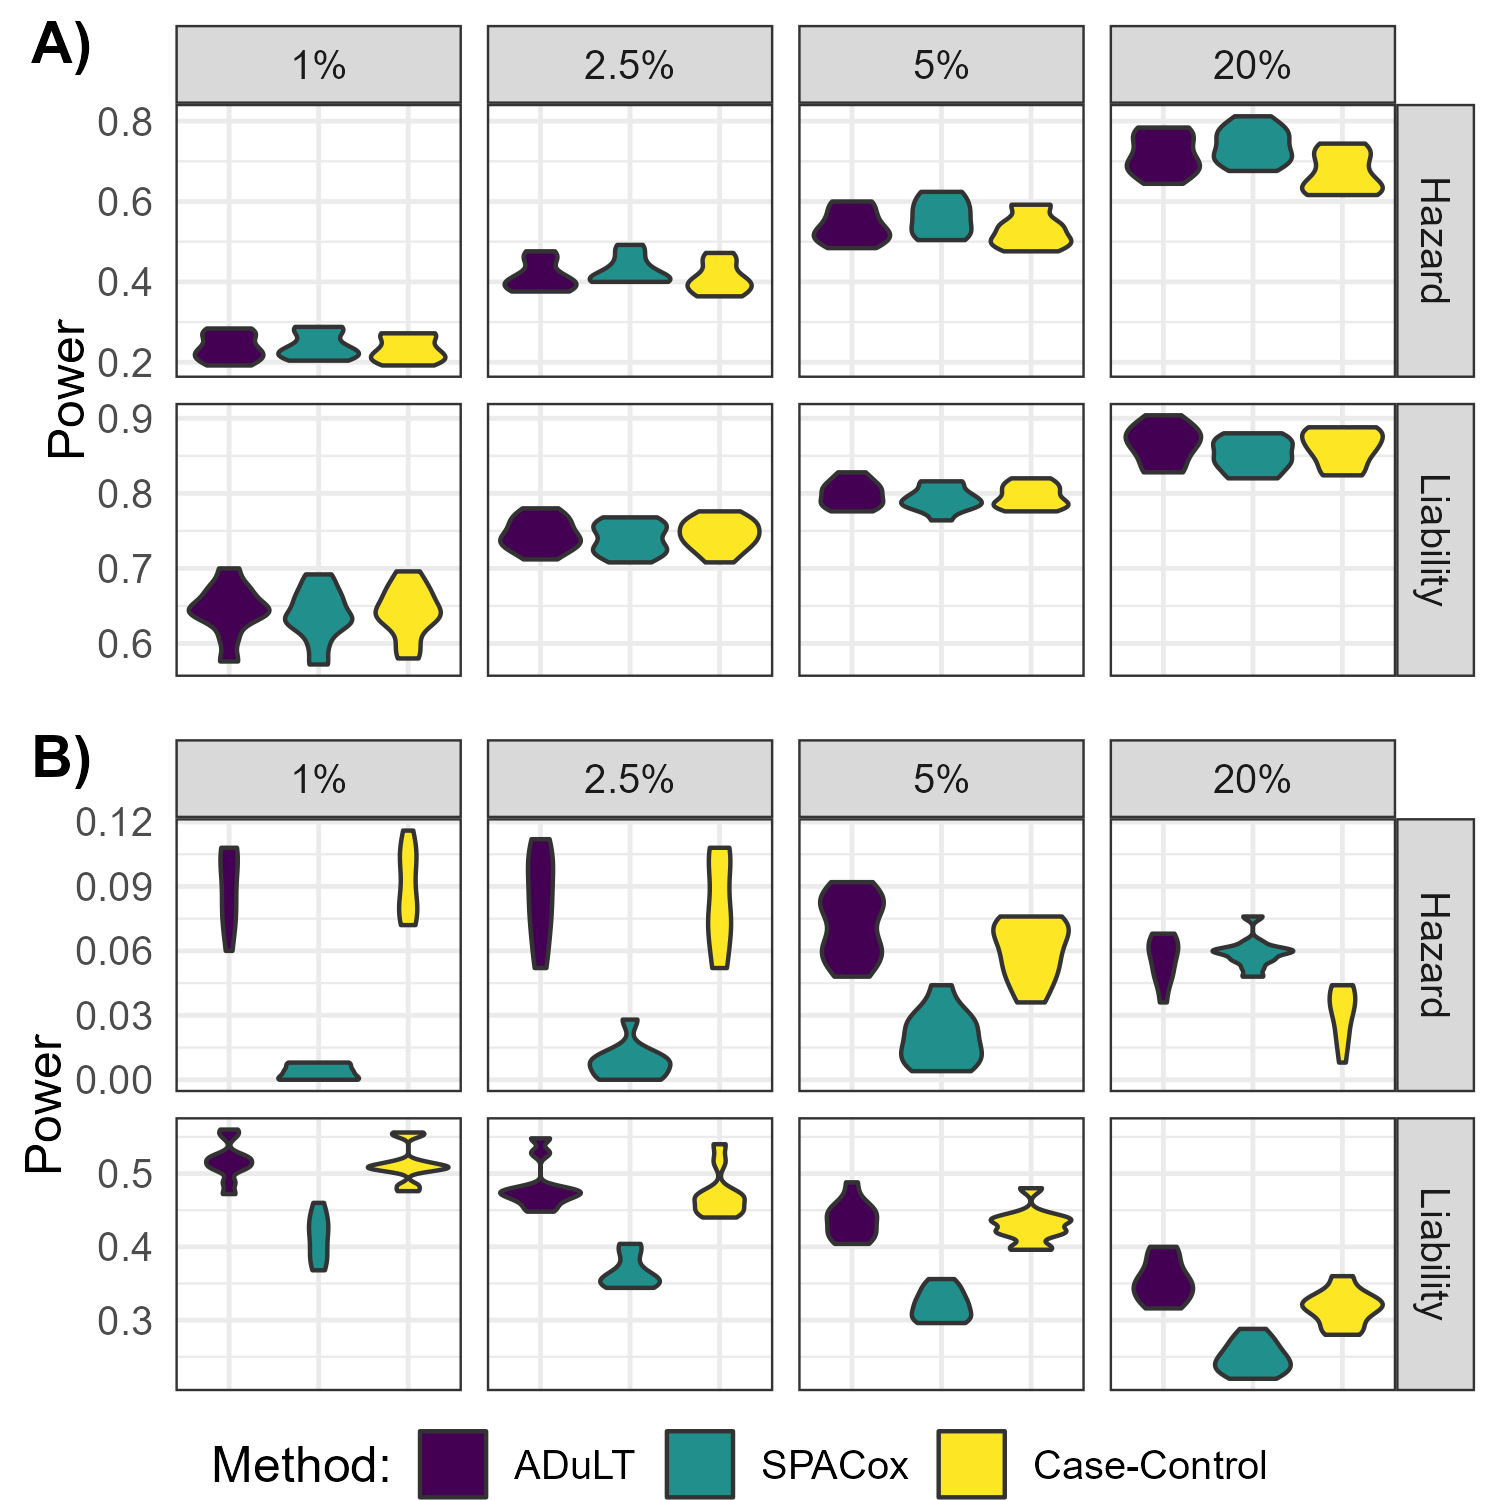 A)
1% 2.5% 5% 20%
0.8
0.6
0.4
0.2
Hazard
Power
0.9
0.8
0.7
0.6
Liability
B)
1% 2.5% 5% 20%
0.12
0.09
0.06
0.03
0.00
Hazard
Power
0.5
0.4
0.3
Liability
Method: ADuLT SPACox Case-Control